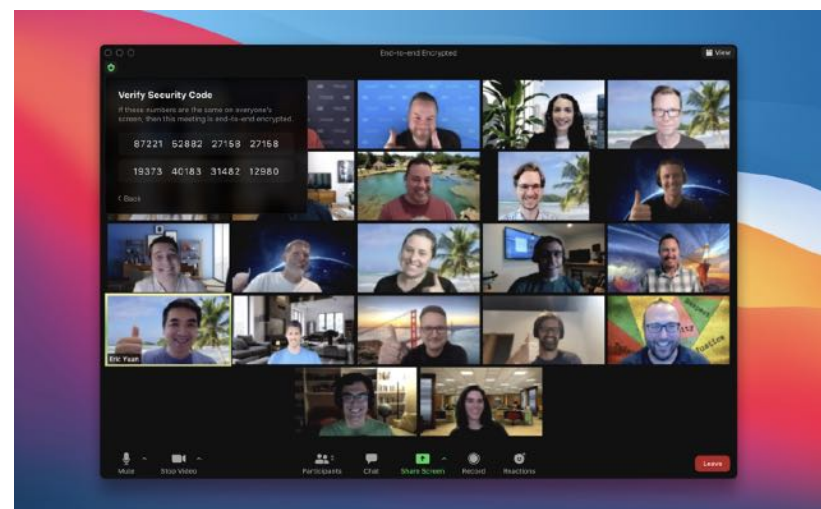 End-to-end Encrypted
View
Verify Security Code
If these numbers are the same on everyone's
screen, then this meeting is end-to-end encrypted.
87221 52882 27158 27158
19373 40183 31482 12980
< Back
Eric Yuan
Mute
Stop Video
Participants
Chat
Share Screen
Record
Reactions
Leave